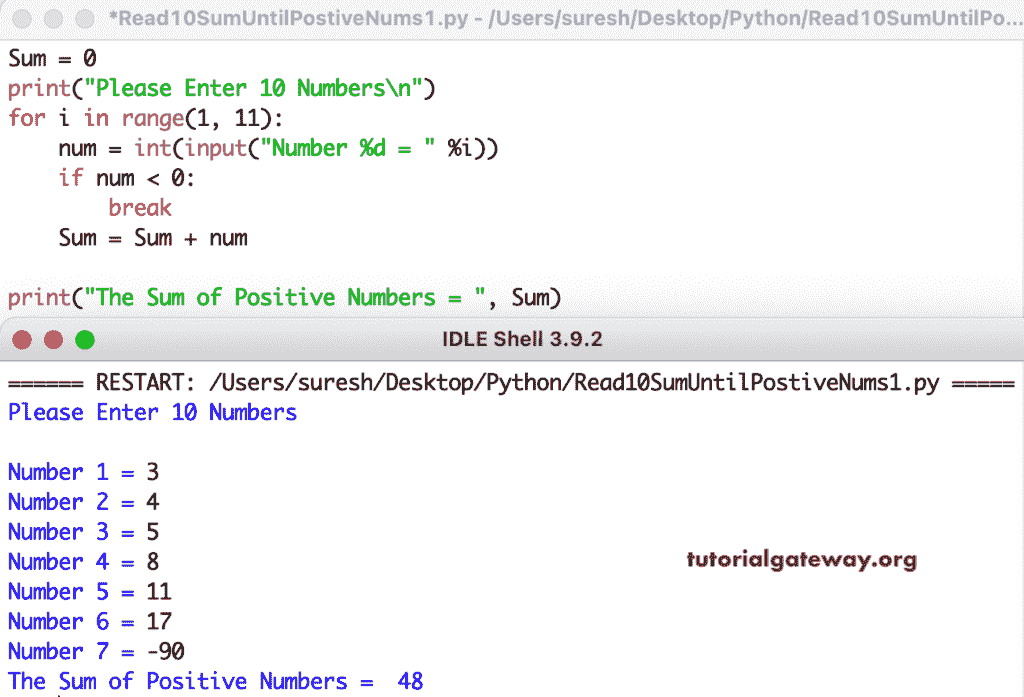 *Read10SumUntilPostiveNums1.py - /Users/suresh/Desktop/Python/Read10SumUntilPo...
Sum = 0
print("Please Enter 10 Numbers\n")
for i in range(1, 11):
    num = int(input("Number %d = " %i))
    if num < 0:
        break
    Sum = Sum + num
print("The Sum of Positive Numbers = ", Sum)
IDLE Shell 3.9.2
====== RESTART: /Users/suresh/Desktop/Python/Read10SumUntilPostiveNums1.py =====
Please Enter 10 Numbers
Number 1 = 3
Number 2 = 4
Number 3 = 5
Number 4 = 8
tutorialgateway.org
Number 5 = 11
Number 6 = 17
Number 7 = -90
The Sum of Positive Numbers =  48